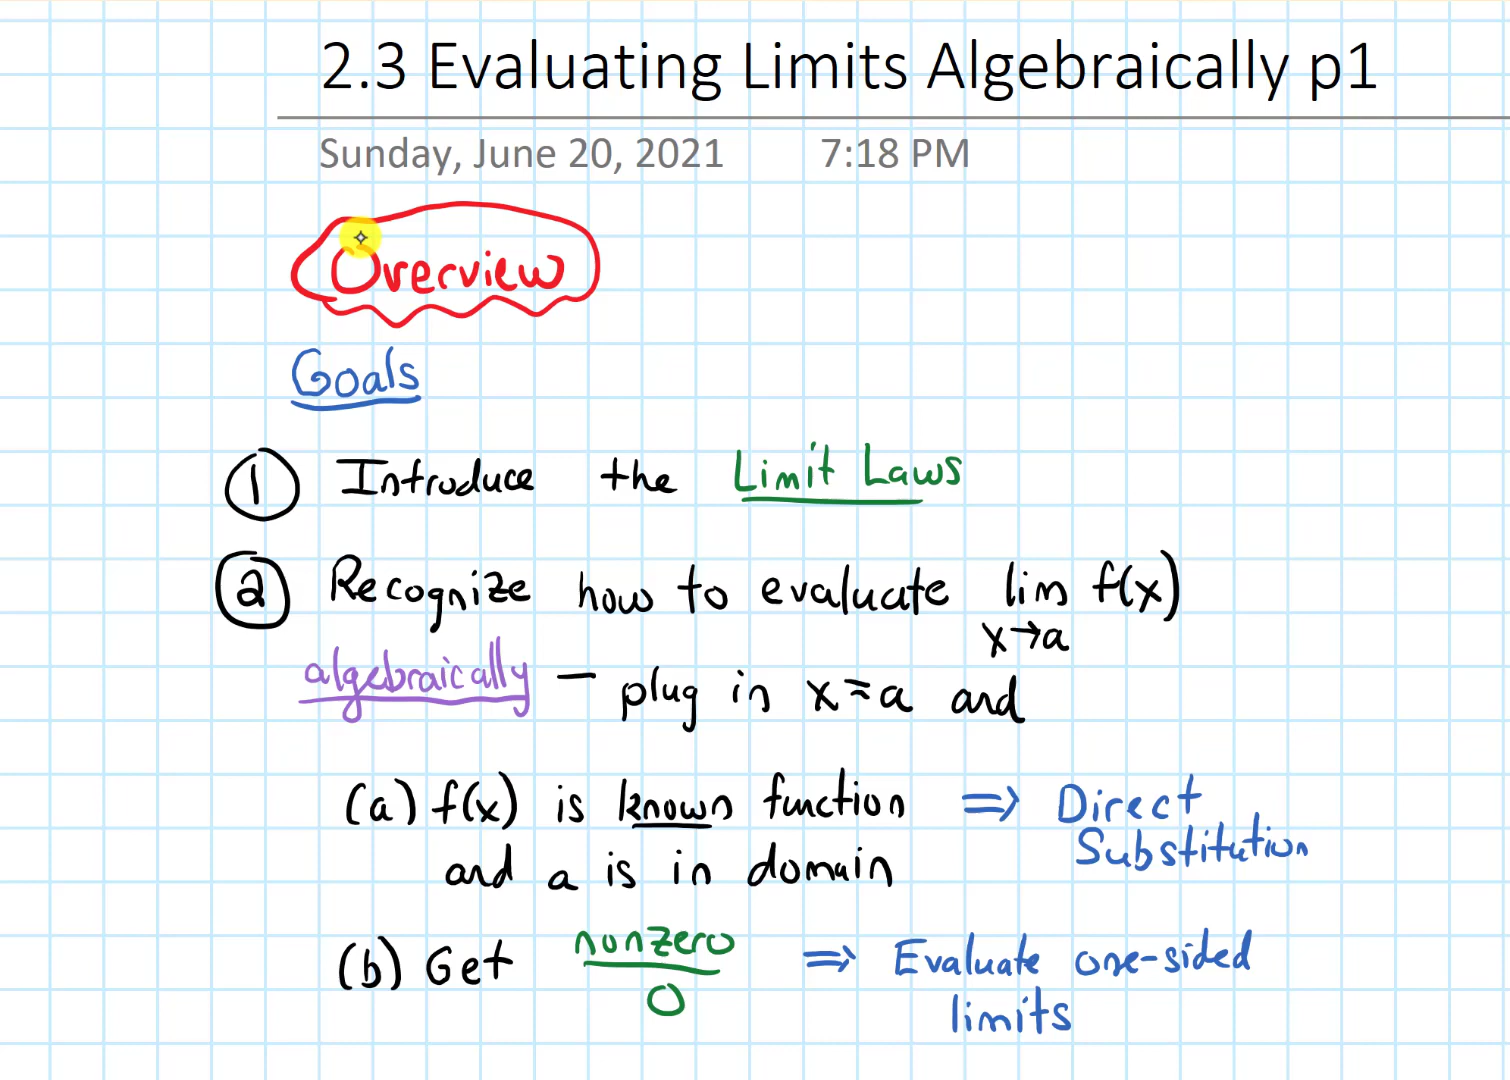 2.3 Evaluating Limits Algebraically p1
Sunday, June 20, 2021 7:18 PM
Overview
Goals
① Introduce the Limit Laws
② Recognize how to evaluate lim f(x)
x→a
algebraically – plug in x=a and
(a) f(x) is known function ⇒ Direct
Substitution
and a is in domain
(b) Get nonzero/0 ⇒ Evaluate one-sided
limits